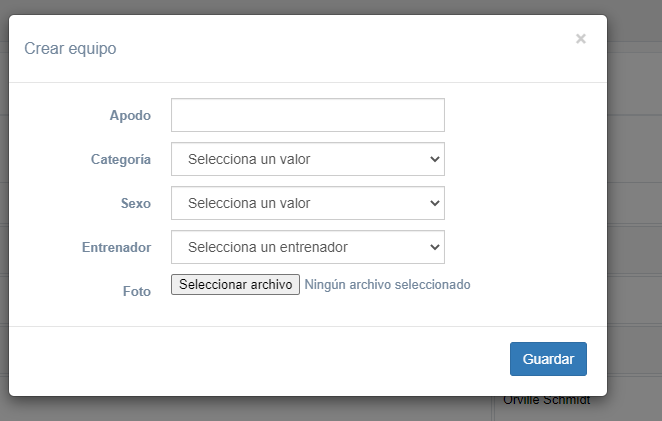 Crear equipo
×
Apodo
Categoría
Selecciona un valor
Sexo
Selecciona un valor
Entrenador
Selecciona un entrenador
Foto
Seleccionar archivo Ningún archivo seleccionado
Guardar
Orville Schmidt